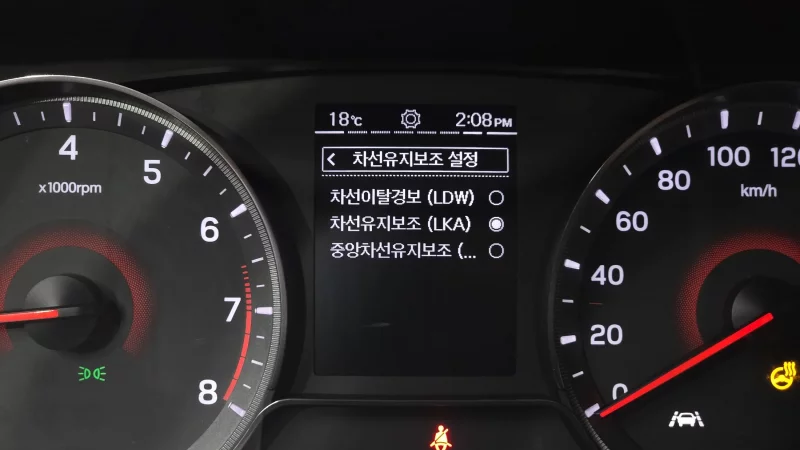 18℃ 2:08PM
< 차선유지보조 설정
차선이탈경보 (LDW)
차선유지보조 (LKA)
중앙차선유지보조 (...
4
5
6
7
8
x1000rpm
0
20
40
60
80
100
120
km/h